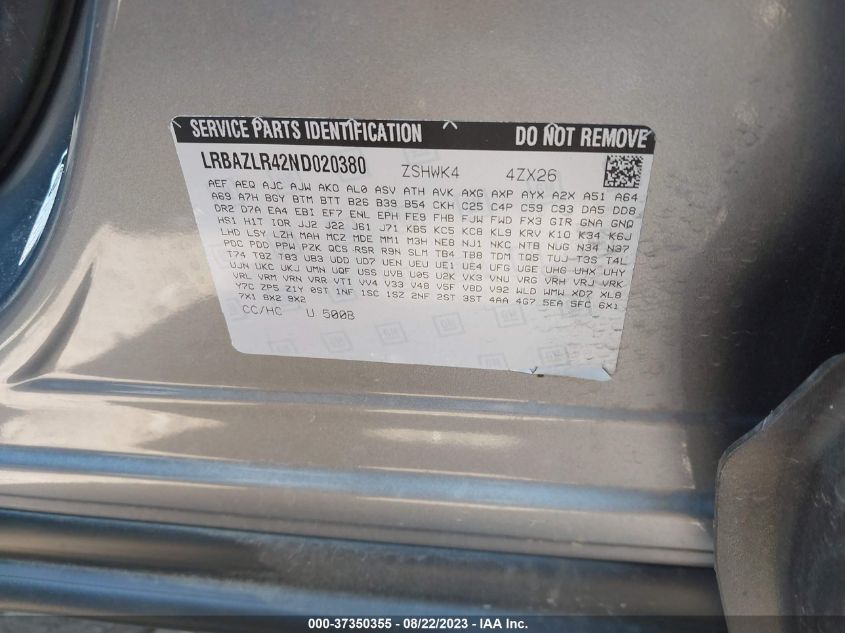 SERVICE PARTS IDENTIFICATION DO NOT REMOVE
LRBAZLR42ND020380 ZSHWK4 4ZX26
AEF AEQ AJC AJW AKO AL0 ASV ATH AVK AXG AXP AYX A2X A51 A64
A69 A7H BGY BTM BTT B26 B39 B54 CKH C25 C4P C59 C93 DA5 DD8
DR2 D7A EA4 EBI EF7 ENL EPH FE9 FHB FJW FWD FX3 GIR GNA GNQ
HS1 H1T IOR JJ2 J22 J61 J71 KB5 KC5 KC8 KL9 KRV K10 K34 K6J
LHD LSY LZH MAH MCZ MDE MM1 M3H NE8 NJ1 NKC NTB NUG N34 N37
PDC PDD PPW PZK QCS RSR R9N SLM TB4 TB8 TDM TQ5 TUJ T3S T4L
T74 T8Z TB3 UB3 UDD UD7 UEN UEU UE1 UE4 UFG UGE UHG UHX UHY
UJN UKC UKJ UMN UQF USS UVB U05 U2K VK3 VNU VRG VRH VRJ VRK
VRL VRM VRN VRR VT1 VV4 V33 V48 V5F VBD V92 WLD WMW XD7 XL8
Y7C ZP5 Z1Y 0ST 1NF 1SC 1SZ 2NF 2ST 3ST 4AA 4G7 5EA 5FC 6X1
7X1 8X2 9X2
CC/HC U 500B
000-37350355 - 08/22/2023 - IAA Inc.